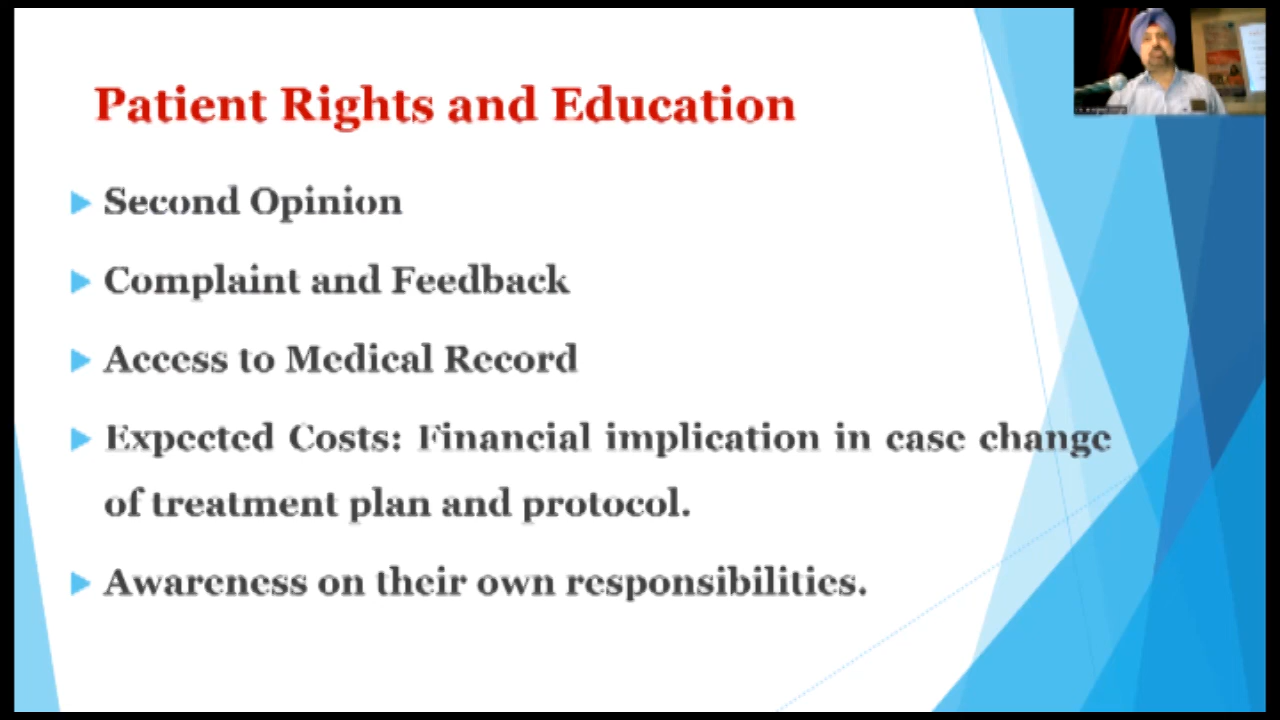 Patient Rights and Education
Second Opinion
Complaint and Feedback
Access to Medical Record
Expected Costs: Financial implication in case change
of treatment plan and protocol.
Awareness on their own responsibilities.